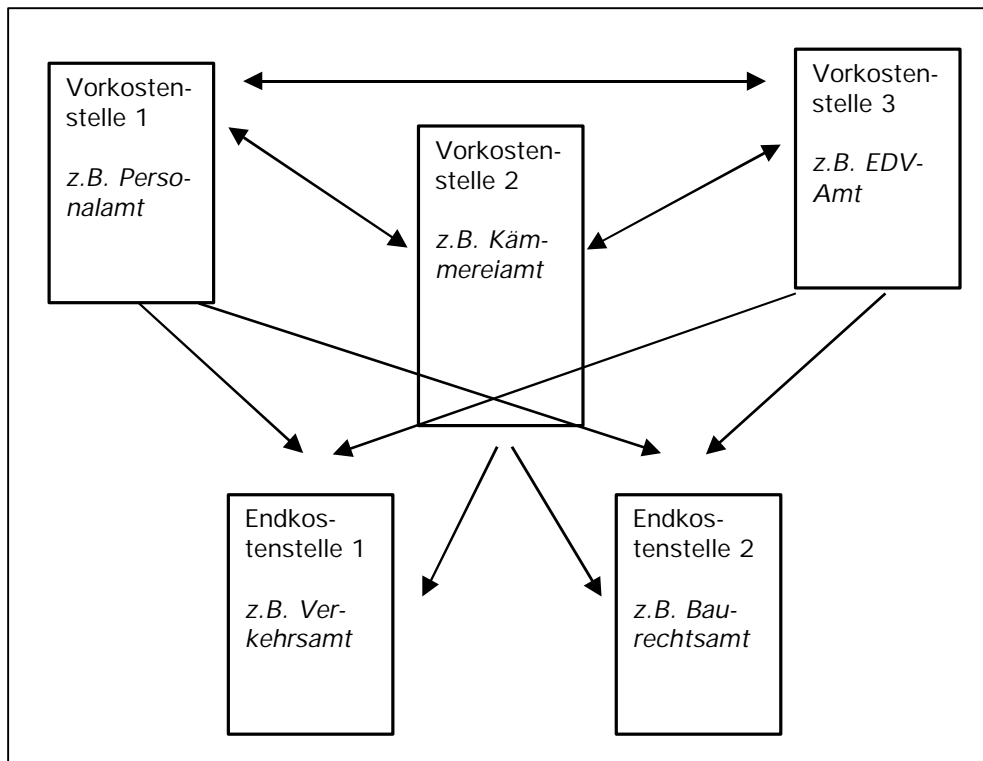 Vorkosten-
stelle 1
z.B. Perso-
nalamt
Vorkosten-
stelle 2
z.B. Käm-
mereiamt
Vorkosten-
stelle 3
z.B. EDV-
Amt
Endkos-
tenstelle 1
z.B. Ver-
kehrsamt
Endkos-
tenstelle 2
z.B. Bau-
rechtsamt